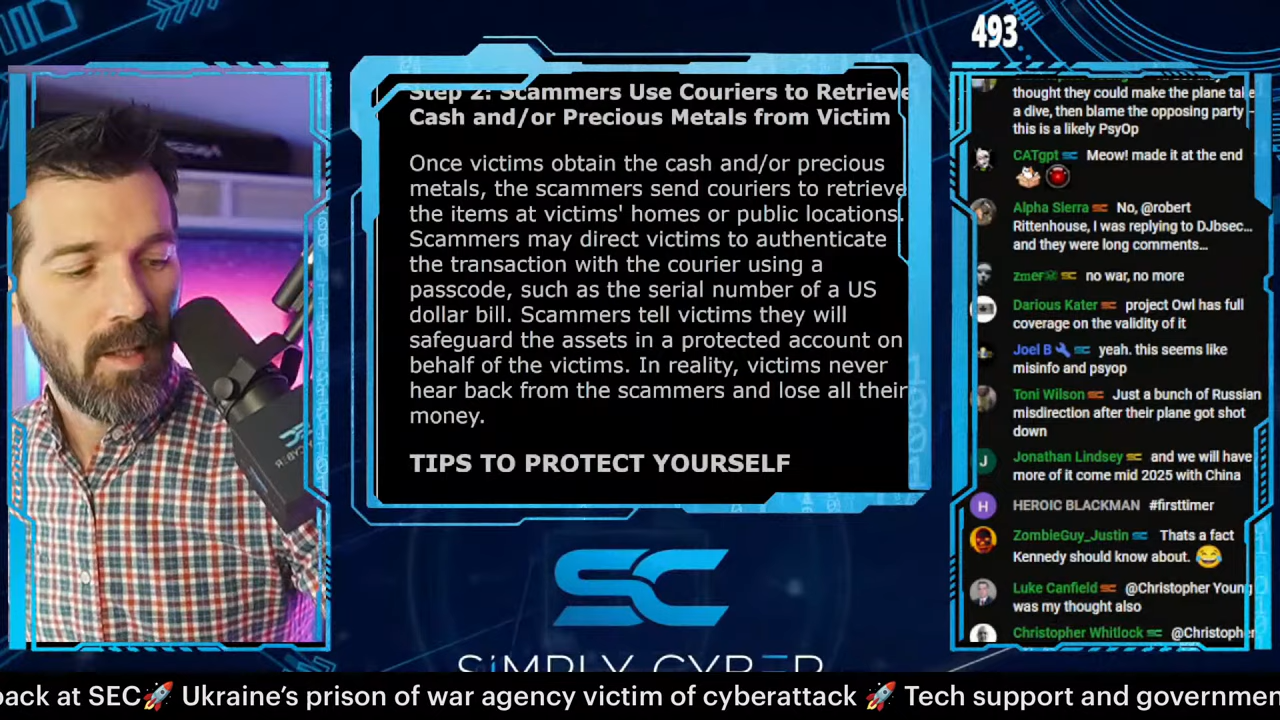 493
Step 2: Scammers Use Couriers to Retrieve
Cash and/or Precious Metals from Victim
Once victims obtain the cash and/or precious
metals, the scammers send couriers to retrieve
the items at victims' homes or public locations.
Scammers may direct victims to authenticate
the transaction with the courier using a
passcode, such as the serial number of a US
dollar bill. Scammers tell victims they will
safeguard the assets in a protected account on
behalf of the victims. In reality, victims never
hear back from the scammers and lose all their
money.
TIPS TO PROTECT YOURSELF
thought they could make the plane take
a dive, then blame the opposing party –
this is a likely PsyOp
CATgpt Meow! made it at the end
Alpha Sierra No, @robert
Rittenhouse, I was replying to DJbsec...
and they were long comments...
zmer no war, no more
Darious Kater project Owl has full
coverage on the validity of it
Joel B yeah. this seems like
misinfo and psyop
Toni Wilson Just a bunch of Russian
misdirection after their plane got shot
down
J
Jonathan Lindsey and we will have
more of it come mid 2025 with China
H
HEROIC BLACKMAN #firsttimer
ZombieGuy_Justin Thats a fact
Kennedy should know about. 😂
Luke Canfield @Christopher Young
was my thought also
Christopher Whitlock @Christopher
SC
SIMPLY CYBER
back at SEC🚀 Ukraine’s prison of war agency victim of cyberattack 🚀 Tech support and governmen